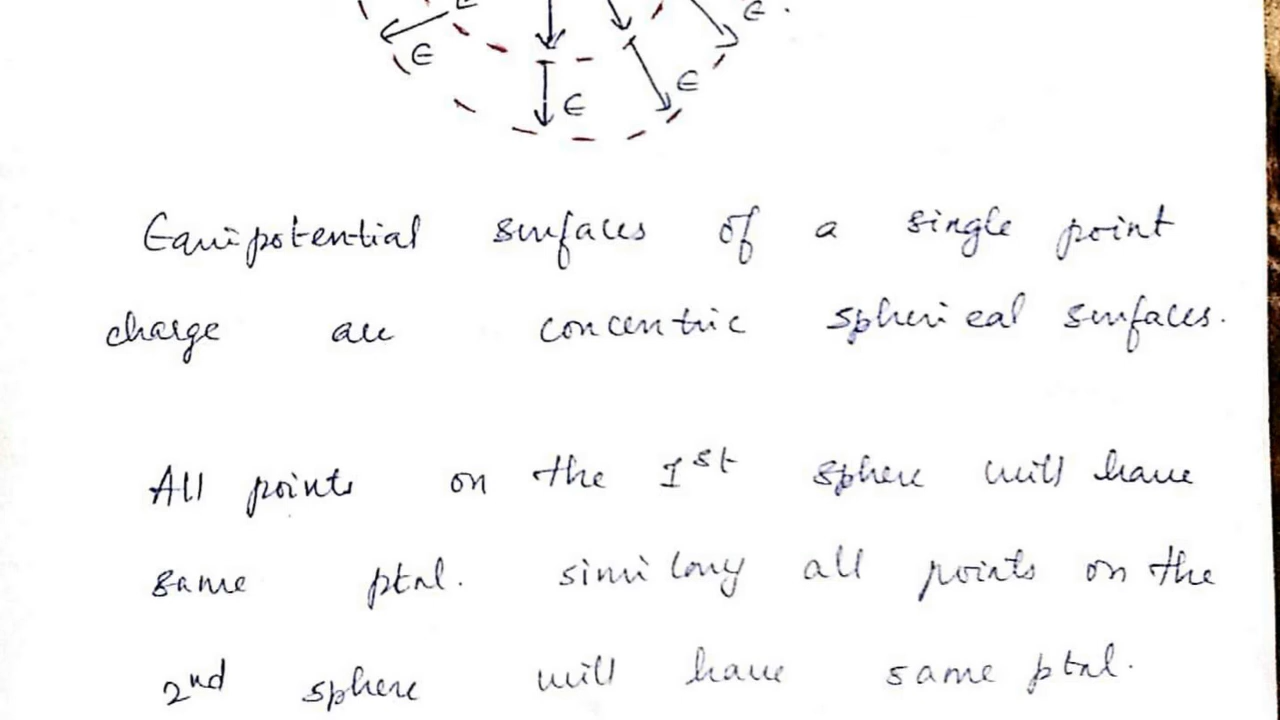 E .
E
E
E
Equipotential surfaces of a single point
charge are concentric spherical surfaces.
All points on the 1st sphere will have
same ptnl. similarly all points on the
2nd sphere will have same ptnl.